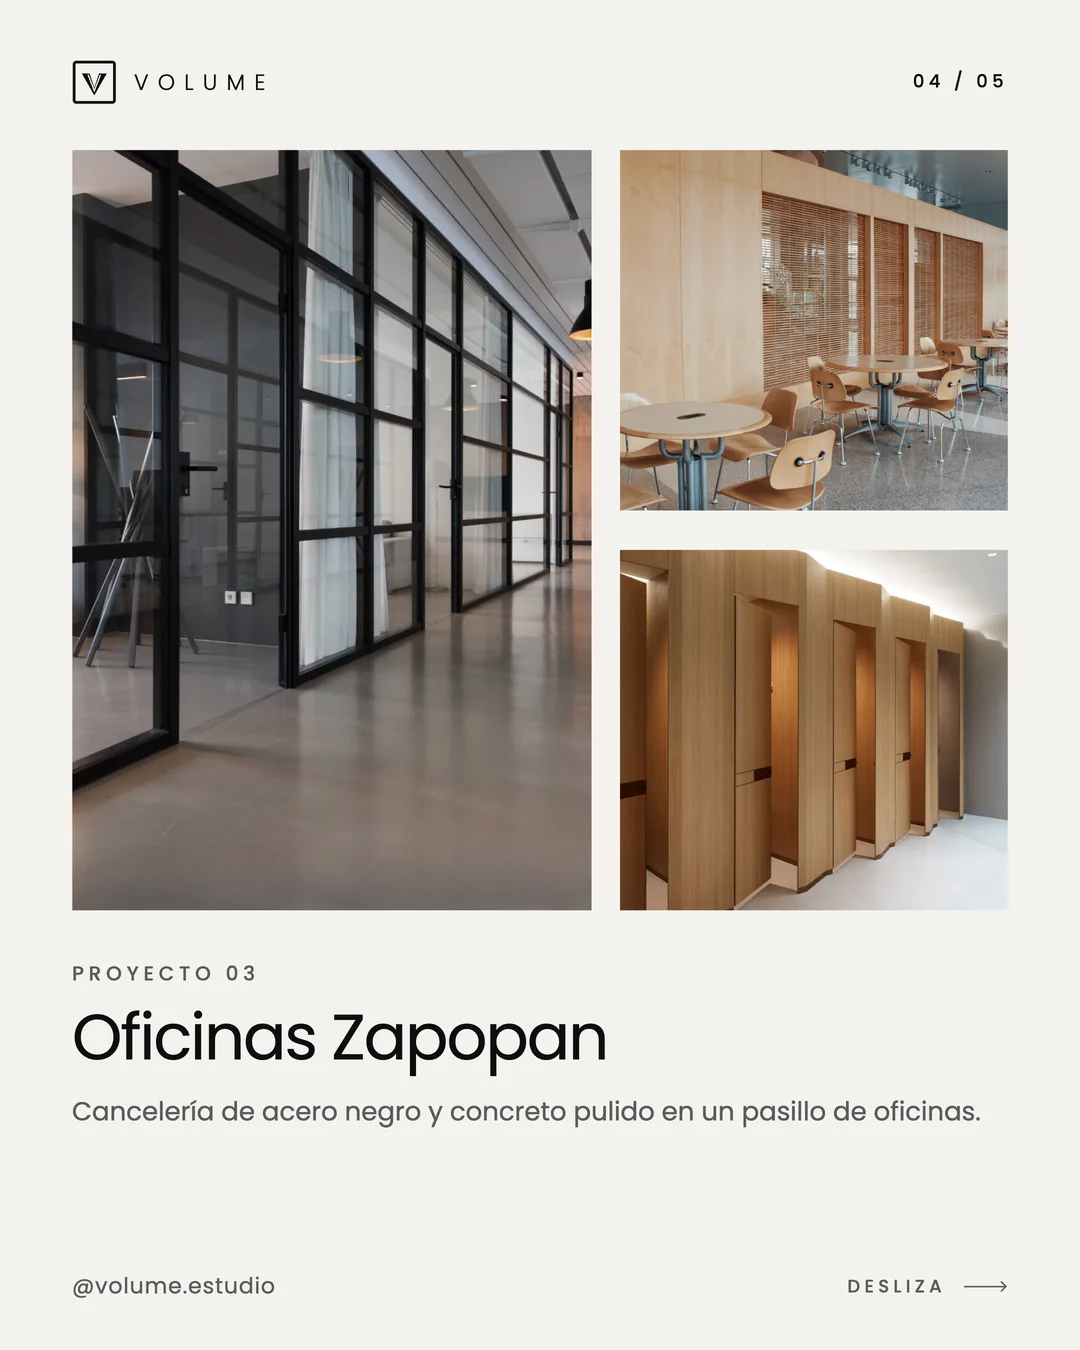 V VOLUME
04 / 05
PROYECTO 03
Oficinas Zapopan
Cancelería de acero negro y concreto pulido en un pasillo de oficinas.
@volume.estudio
DESLIZA